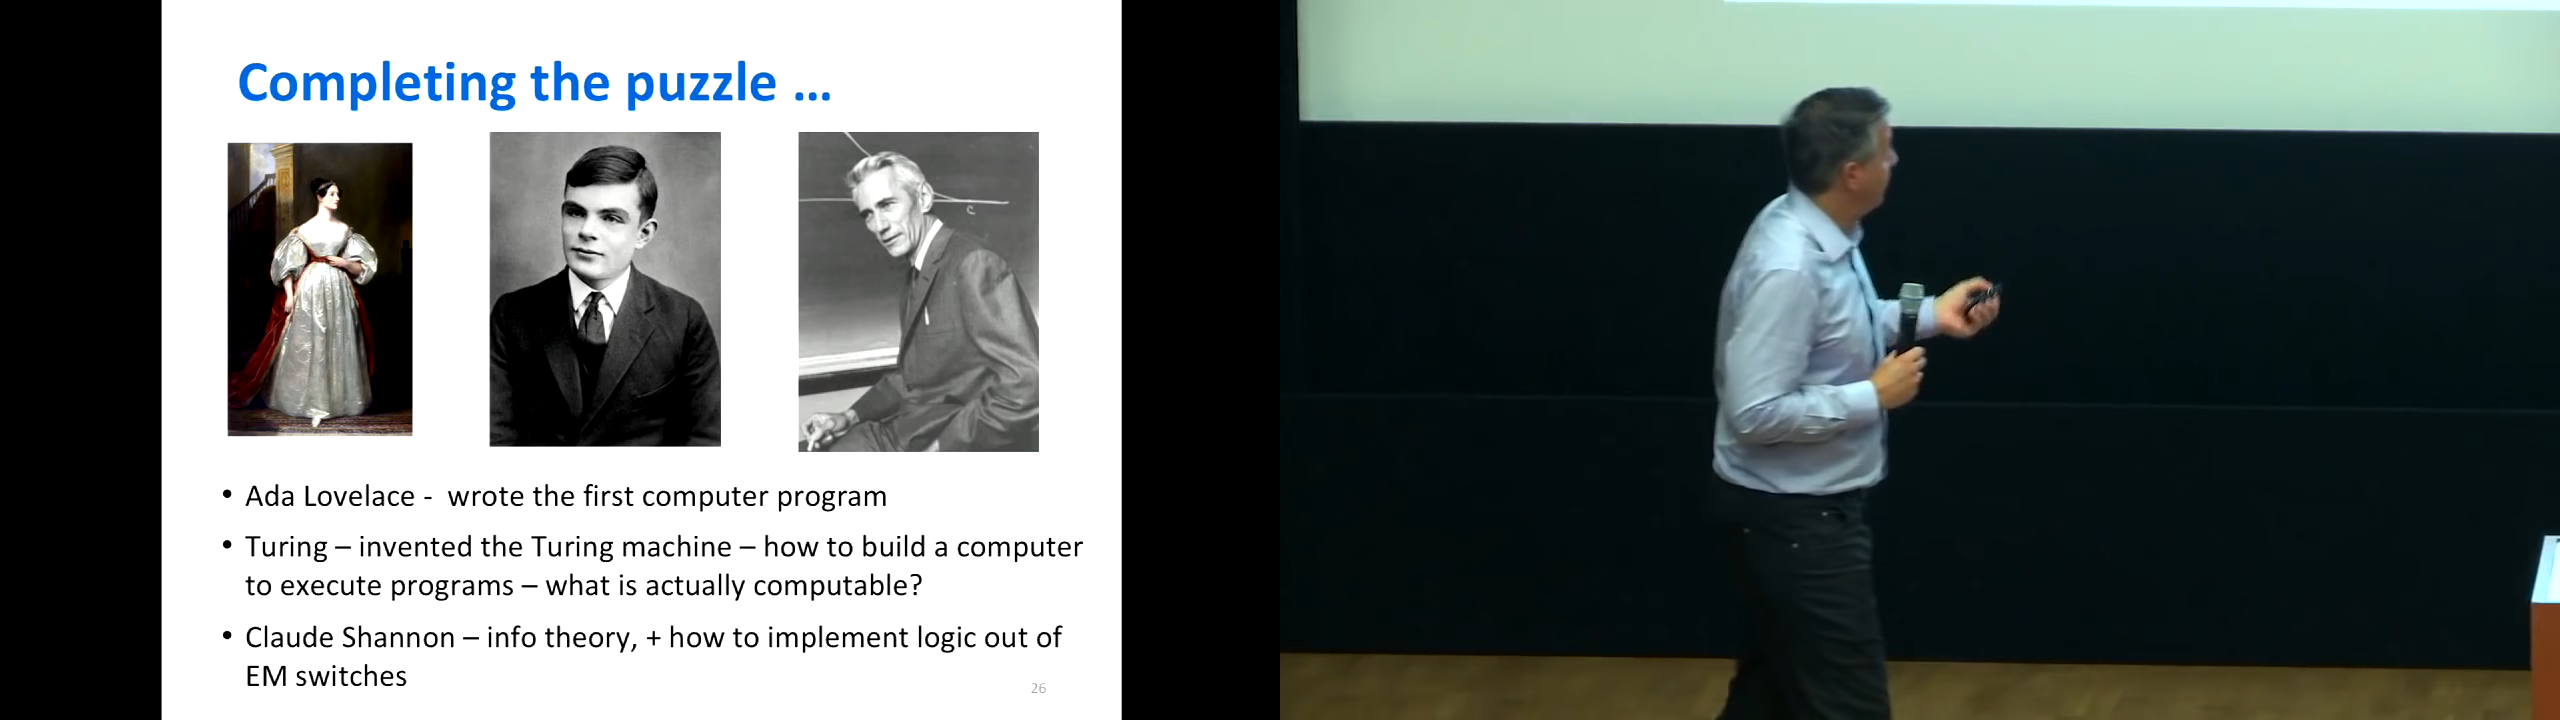 Completing the puzzle ...
c
• Ada Lovelace -  wrote the first computer program
• Turing – invented the Turing machine – how to build a computer
to execute programs – what is actually computable?
• Claude Shannon – info theory, + how to implement logic out of
EM switches
26